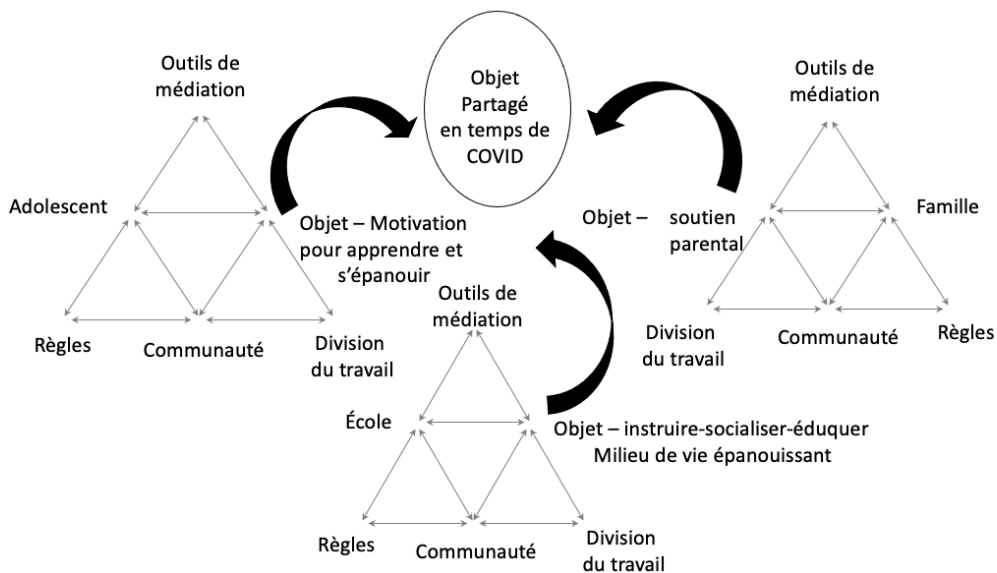 Outils de
médiation
Objet
Partagé
en temps de
COVID
Outils de
médiation
Adolescent
Objet – Motivation
pour apprendre et
s’épanouir
Objet – soutien
parental
Famille
Outils de
médiation
Règles
Communauté
Division
du travail
Division
du travail
Communauté
Règles
École
Objet – instruire-socialiser-éduquer
Milieu de vie épanouissant
Règles
Communauté
Division
du travail